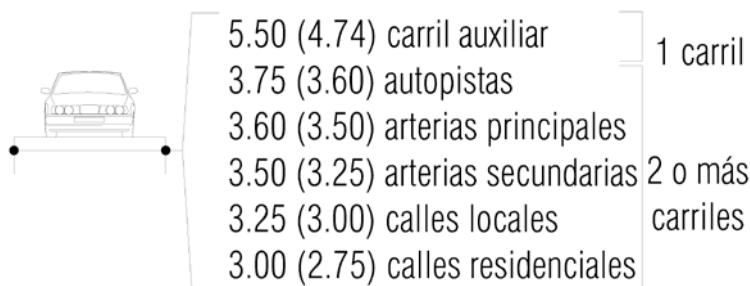 5.50 (4.74) carril auxiliar
1 carril
3.75 (3.60) autopistas
3.60 (3.50) arterias principales
3.50 (3.25) arterias secundarias
2 o más
carriles
3.25 (3.00) calles locales
3.00 (2.75) calles residenciales